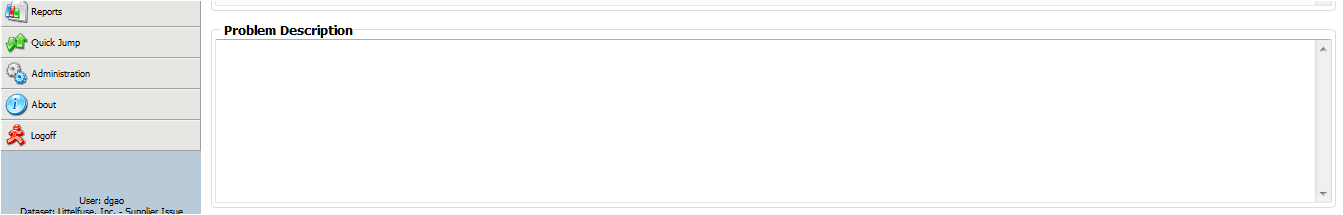 Reports
Problem Description
Quick Jump
Administration
About
Logoff
User: dgao
Dataset: Littelfuse, Inc. - Supplier Issue